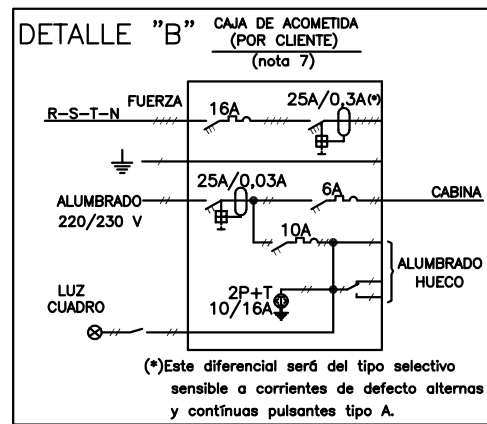 DETALLE "B"
CAJA DE ACOMETIDA
(POR CLIENTE)
(nota 7)
FUERZA
R-S-T-N
16A
25A/0,3A(*)
ALUMBRADO
220/230 V
25A/0,03A
6A
CABINA
10A
ALUMBRADO
HUECO
2P+T
10/16A
LUZ
CUADRO
(*)Este diferencial será del tipo selectivo
sensible a corrientes de defecto alternas
y contínuas pulsantes tipo A.